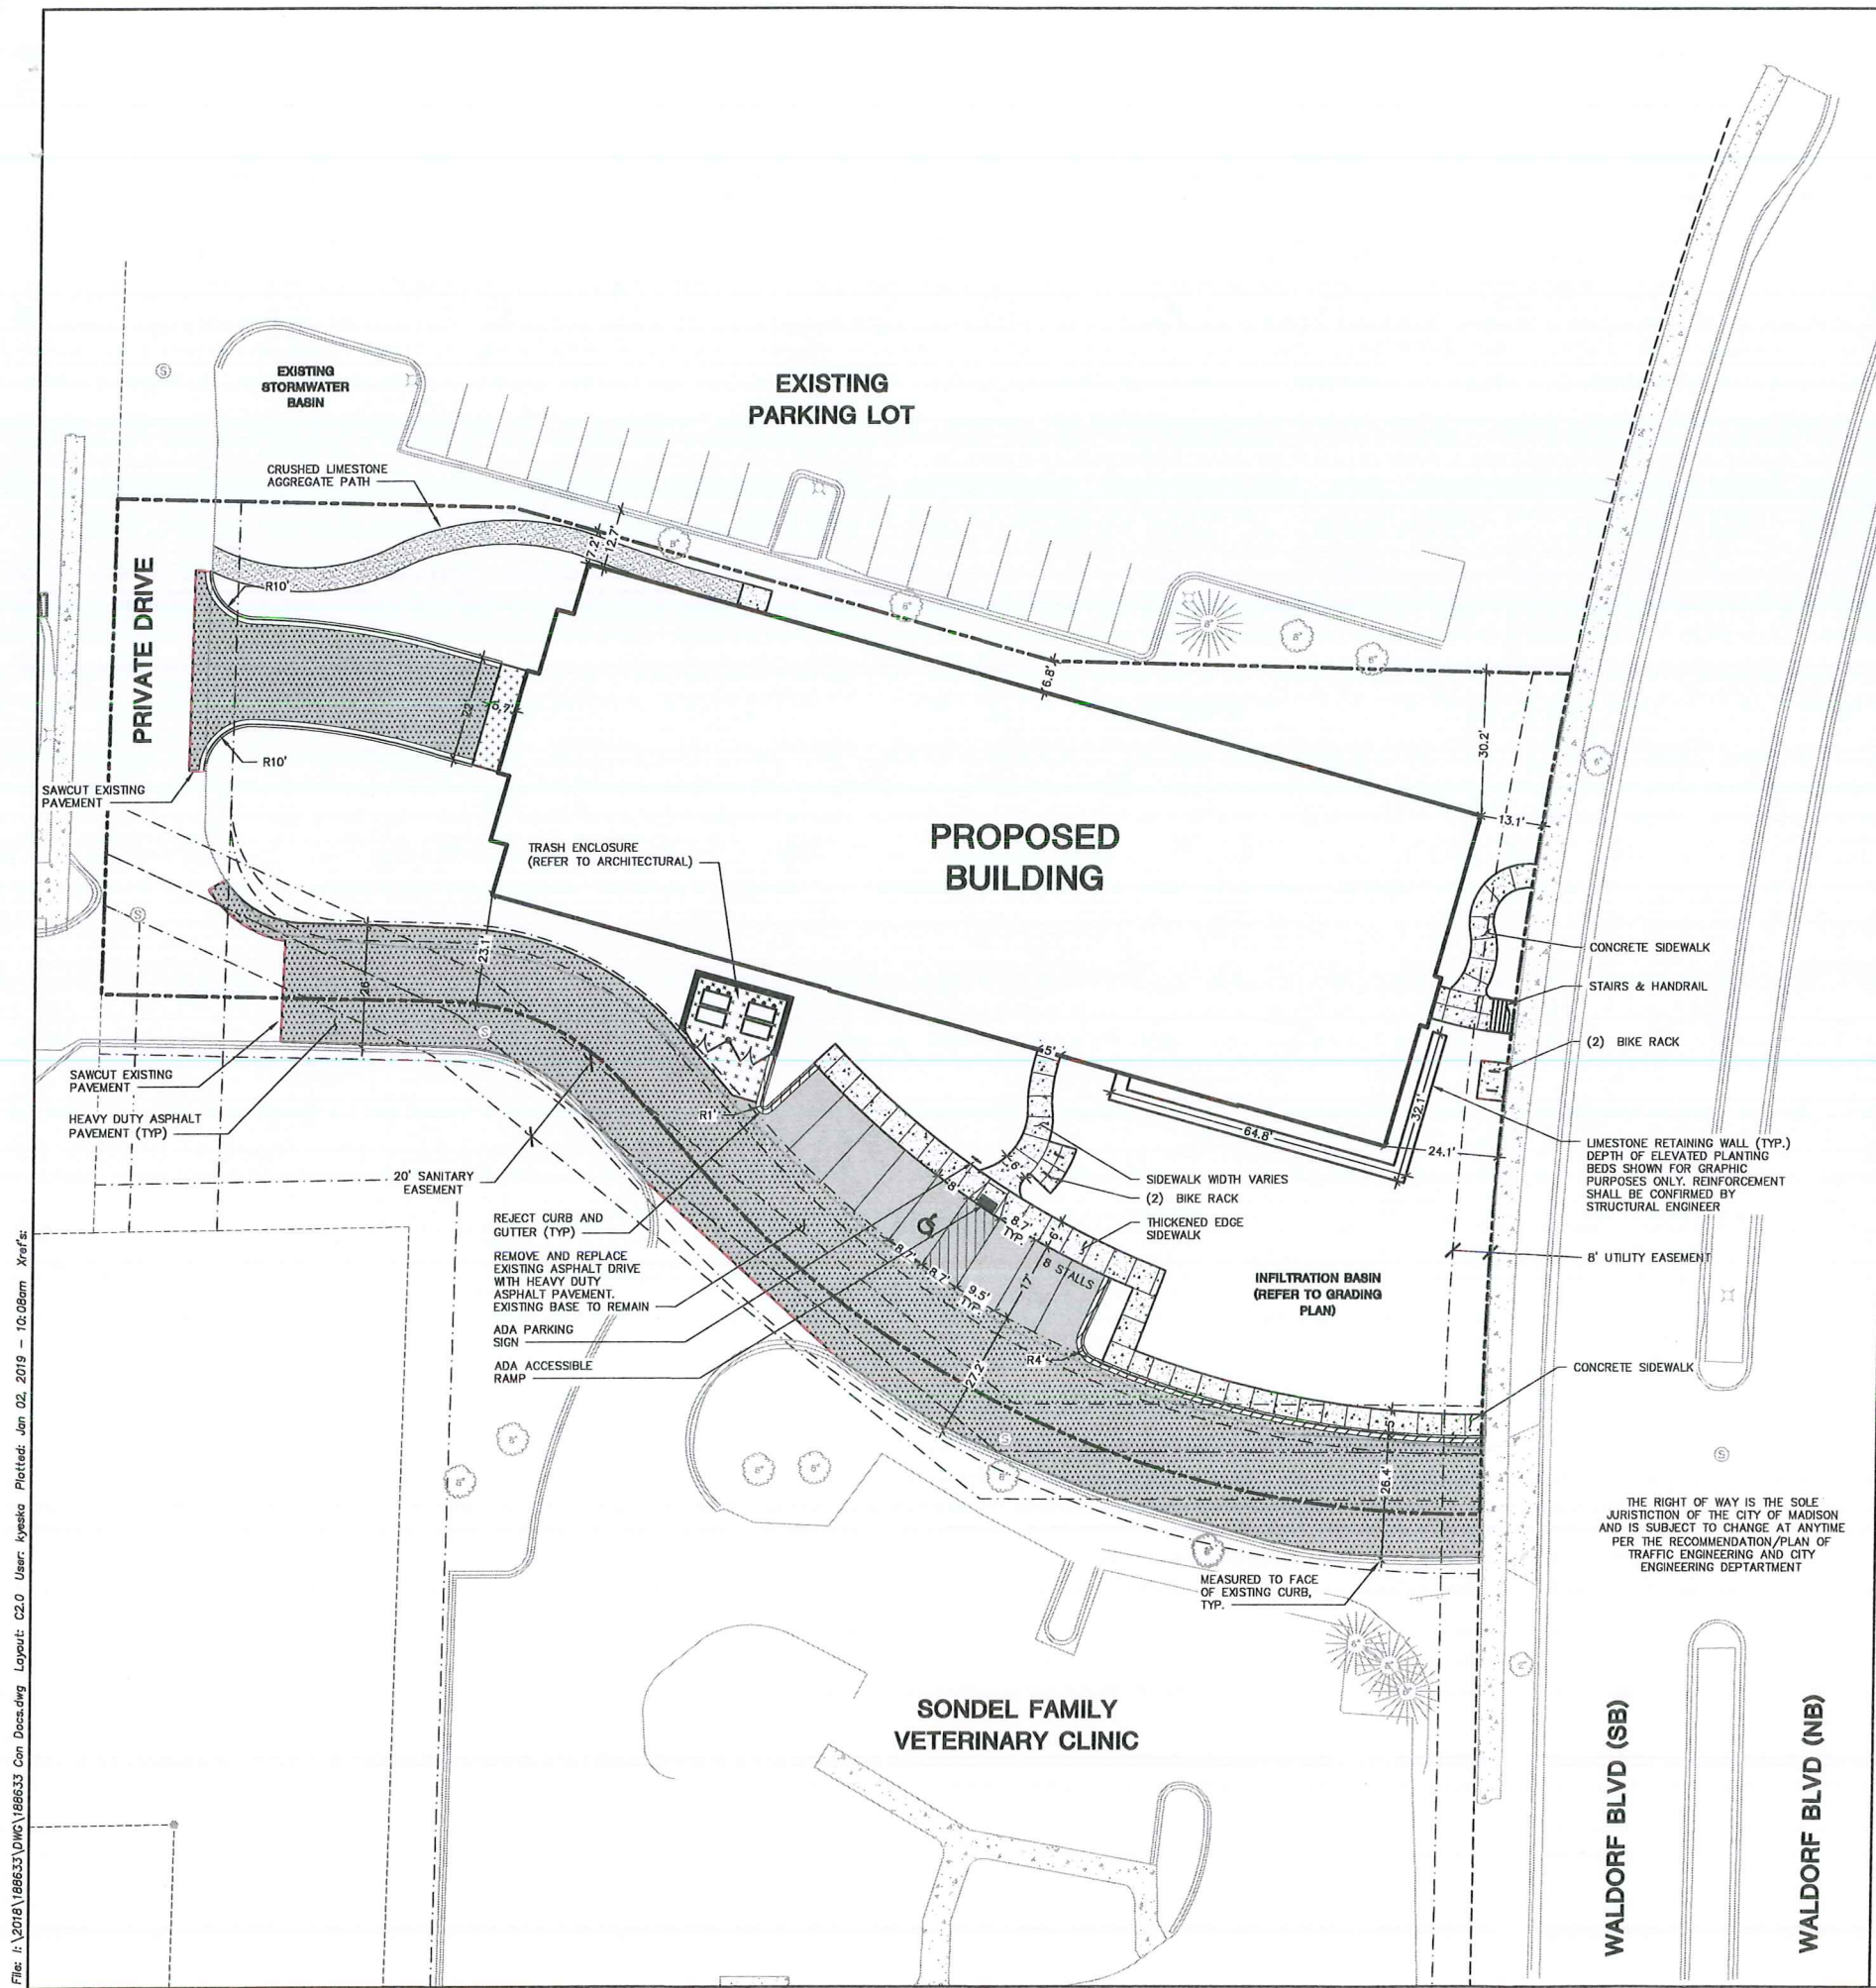 EXISTING
STORMWATER
BASIN
EXISTING
PARKING LOT
CRUSHED LIMESTONE
AGGREGATE PATH
PRIVATE DRIVE
7.2'
12.7'
R10'
6.8'
22'
R10'
30.2'
13.1'
SAWCUT EXISTING
PAVEMENT
TRASH ENCLOSURE
(REFER TO ARCHITECTURAL)
PROPOSED
BUILDING
CONCRETE SIDEWALK
STAIRS & HANDRAIL
(2) BIKE RACK
23.1'
SAWCUT EXISTING
PAVEMENT
HEAVY DUTY ASPHALT
PAVEMENT (TYP)
R1'
5'
64.8'
32.1'
24.1'
LIMESTONE RETAINING WALL (TYP.)
DEPTH OF ELEVATED PLANTING
BEDS SHOWN FOR GRAPHIC
PURPOSES ONLY. REINFORCEMENT
SHALL BE CONFIRMED BY
STRUCTURAL ENGINEER
20' SANITARY
EASEMENT
SIDEWALK WIDTH VARIES
(2) BIKE RACK
THICKENED EDGE
SIDEWALK
8' UTILITY EASEMENT
REJECT CURB AND
GUTTER (TYP)
REMOVE AND REPLACE
EXISTING ASPHALT DRIVE
WITH HEAVY DUTY
ASPHALT PAVEMENT.
EXISTING BASE TO REMAIN
ADA PARKING
SIGN
ADA ACCESSIBLE
RAMP
8.7'
TYP.
6'
8.7'
8.7'
9.5'
TYP.
17'
8 STALLS
R4'
27.2'
INFILTRATION BASIN
(REFER TO GRADING
PLAN)
CONCRETE SIDEWALK
5'
26.4'
MEASURED TO FACE
OF EXISTING CURB,
TYP.
THE RIGHT OF WAY IS THE SOLE
JURISTICTION OF THE CITY OF MADISON
AND IS SUBJECT TO CHANGE AT ANYTIME
PER THE RECOMMENDATION/PLAN OF
TRAFFIC ENGINEERING AND CITY
ENGINEERING DEPTARTMENT
SONDEL FAMILY
VETERINARY CLINIC
WALDORF BLVD (SB)
WALDORF BLVD (NB)
File: I:\2018\188633\DWG\188633 Con Docs.dwg Layout: C2.0 User: kyeska Plotted: Jan 02, 2019 - 10:08am Xref's: